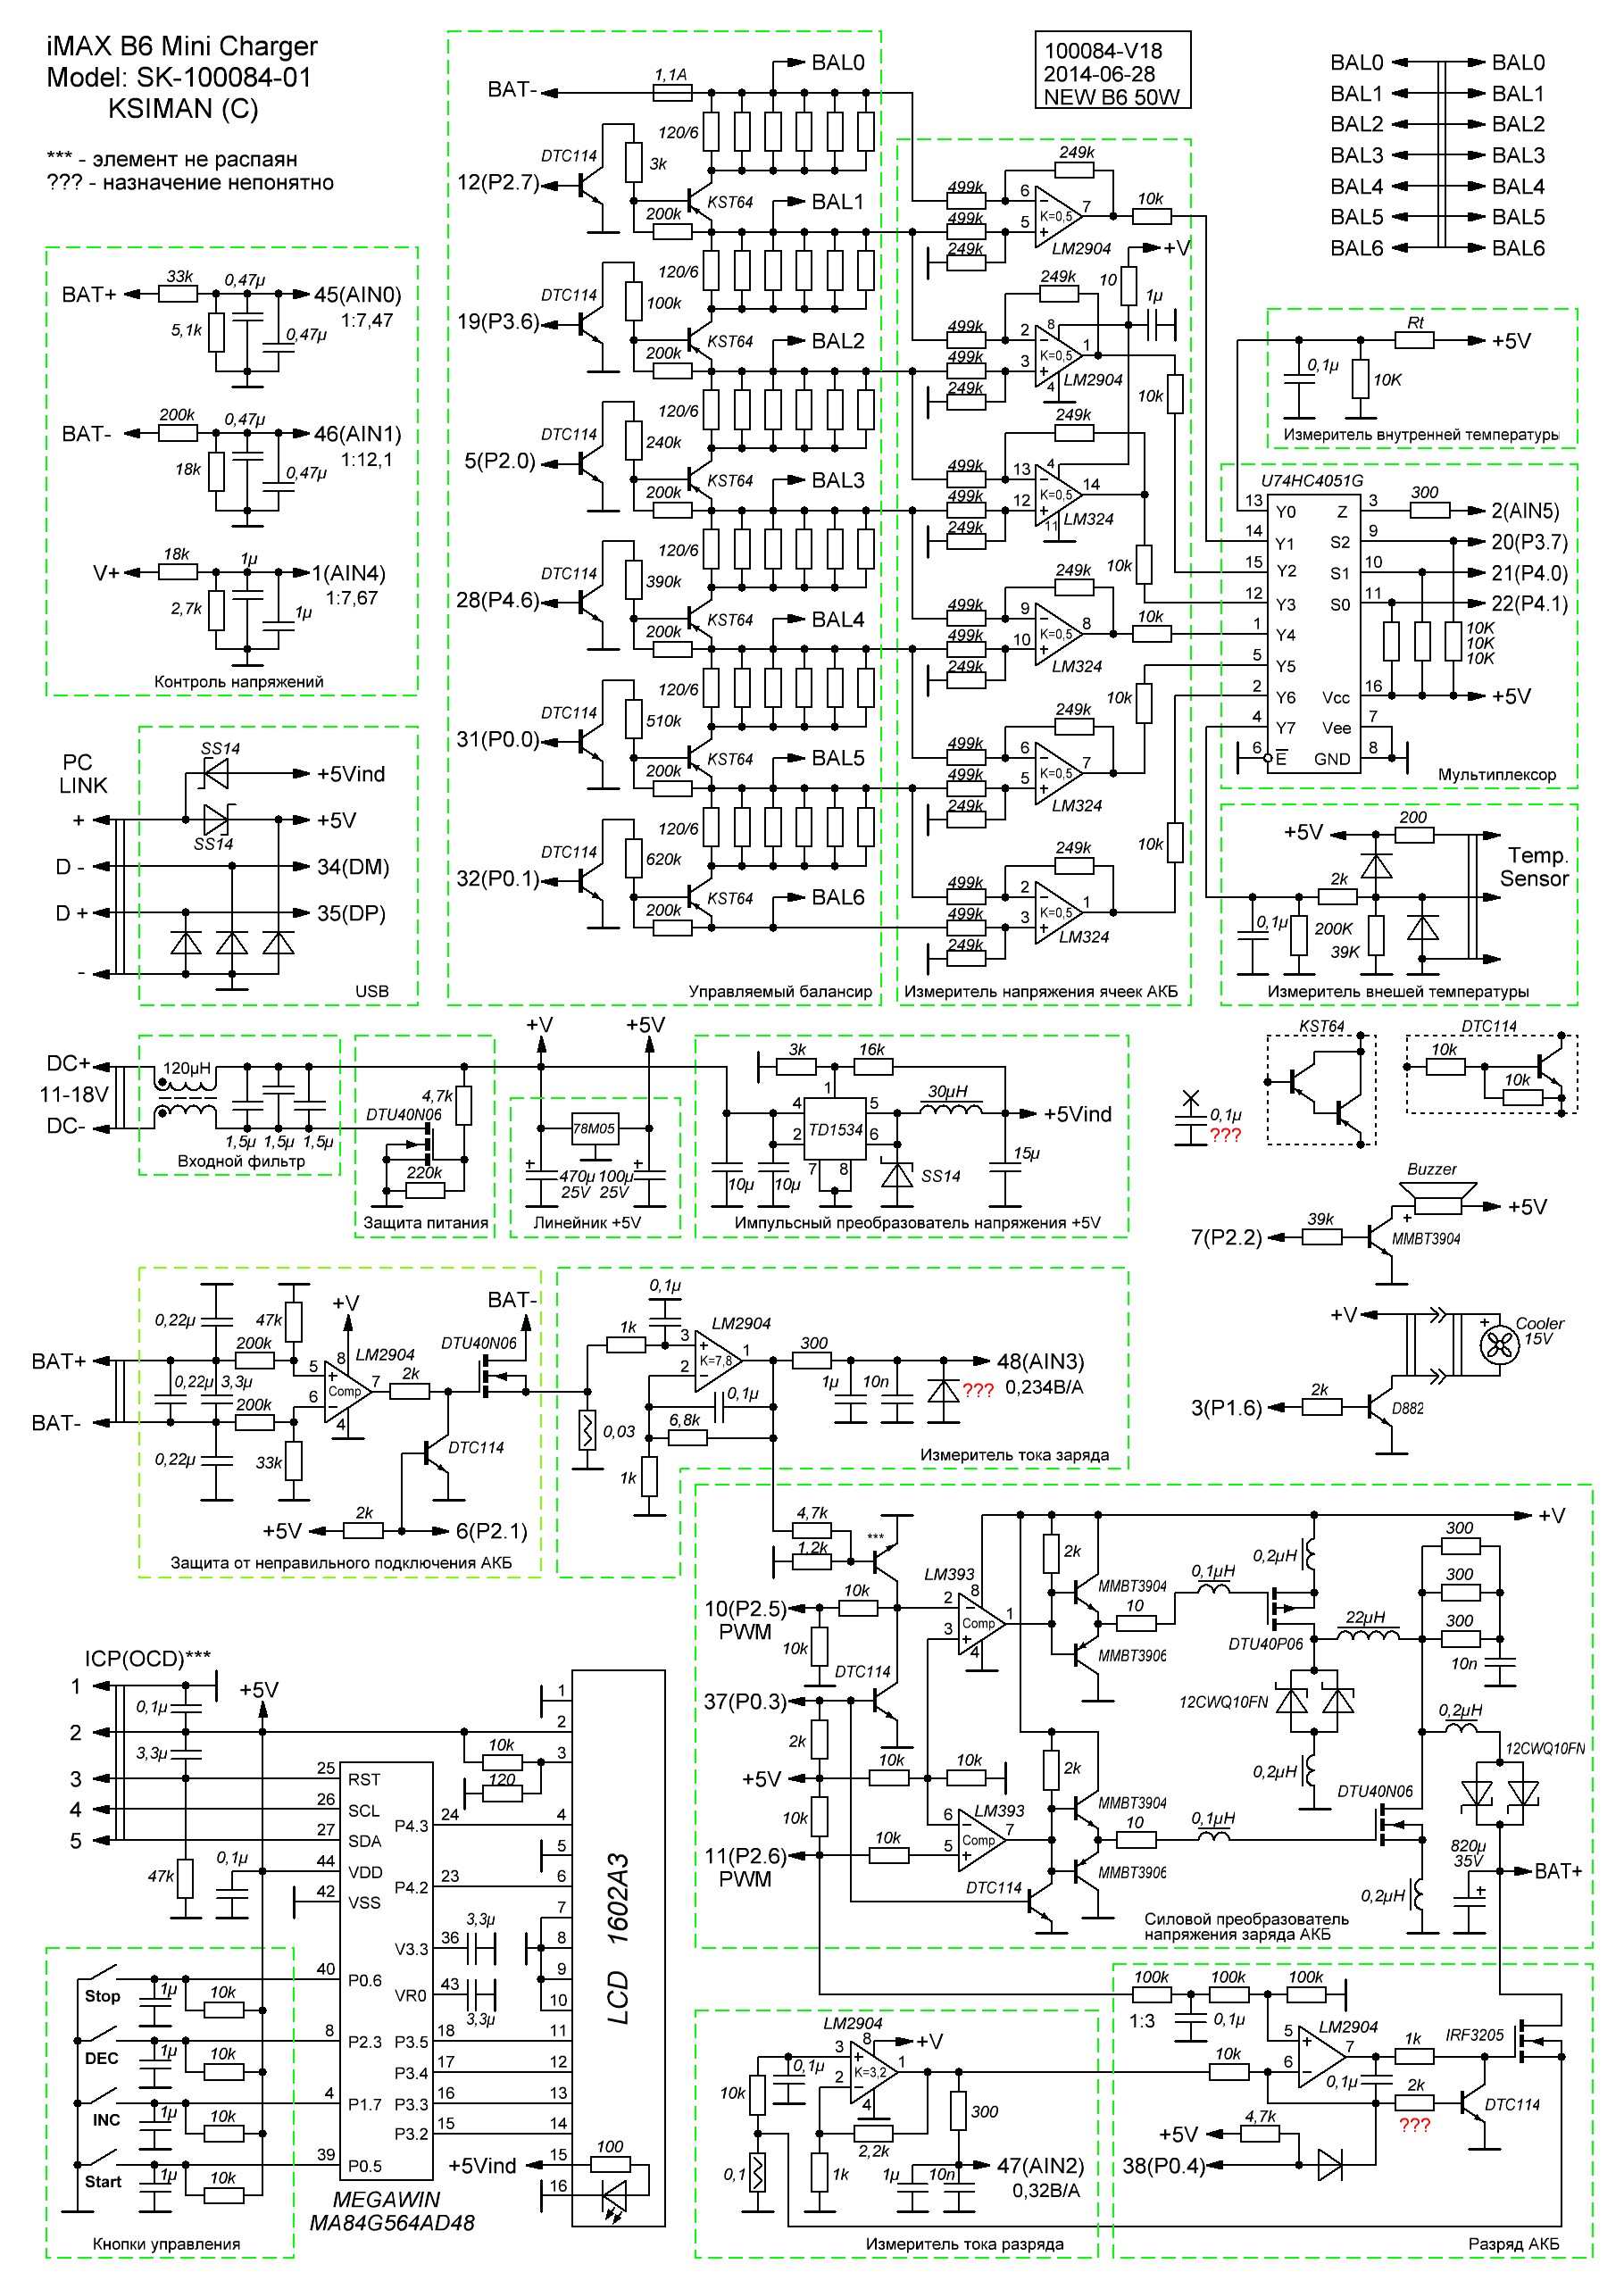 iMAX B6 Mini Charger
Model: SK-100084-01
KSIMAN (C)
*** - элемент не распаян
??? - назначение непонятно
100084-V18
2014-06-28
NEW B6 50W
BAL0 BAL0
BAL1 BAL1
BAL2 BAL2
BAL3 BAL3
BAL4 BAL4
BAL5 BAL5
BAL6 BAL6
BAT+ 33k 0,47µ 45(AIN0)
5,1k 0,47µ 1:7,47
BAT- 200k 0,47µ 46(AIN1)
18k 0,47µ 1:12,1
V+ 18k 1µ 1(AIN4)
2,7k 1µ 1:7,67
Контроль напряжений
BAT- 1,1A BAL0
120/6
DTC114 3k
12(P2.7) KST64
200k BAL1
120/6
DTC114 100k
19(P3.6) KST64
200k BAL2
120/6
DTC114 240k
5(P2.0) KST64
200k BAL3
120/6
DTC114 390k
28(P4.6) KST64
200k BAL4
120/6
DTC114 510k
31(P0.0) KST64
200k BAL5
120/6
DTC114 620k
32(P0.1) KST64
200k BAL6
Управляемый балансир
249k
499k 6 7 10k
499k 5 K=0,5
249k LM2904
+V
10
1µ
249k
499k 2 8 1
499k 3 K=0,5 4
249k LM2904
10k
249k
499k 13 4 14
499k 12 K=0,5 11
249k LM324
10k
249k
499k 9 8 10k
499k 10 K=0,5
249k LM324
249k
499k 6 7 10k
499k 5 K=0,5
249k LM324
249k
499k 2 1 10k
499k 3 K=0,5
249k LM324
Измеритель напряжения ячеек АКБ
Rt +5V
0,1µ 10K
Измеритель внутренней температуры
U74HC4051G
13 Y0 Z 3 300 2(AIN5)
14 Y1 S2 9 20(P3.7)
15 Y2 S1 10 21(P4.0)
12 Y3 S0 11 22(P4.1)
1 Y4 10K
10K
10K
5 Y5
2 Y6 Vcc 16 +5V
4 Y7 Vee 7
6 E GND 8
Мультиплексор
+5V 200
Temp.
Sensor
2k
0,1µ 200K
39K
Измеритель внешей температуры
PC
LINK
SS14 +5Vind
+ SS14 +5V
D - 34(DM)
D + 35(DP)
-
USB
DC+ 120µH
11-18V
DC-
1,5µ 1,5µ 1,5µ
Входной фильтр
4,7k
DTU40N06
220k
Защита питания
+V +5V
78M05
470µ 100µ
25V 25V
Линейник +5V
3k 16k
1
4 5 30µH +5Vind
2 TD1534 6
7 8
10µ 10µ SS14 15µ
Импульсный преобразователь напряжения +5V
KST64
DTC114
10k
10k
0,1µ
???
Buzzer
+5V
39k
7(P2.2) MMBT3904
+V Cooler
15V
2k
3(P1.6) D882
0,22µ 47k +V BAT-
200k LM2904 DTU40N06
BAT+ 5 8
0,22µ 3,3µ Comp 7 2k
BAT- 200k 6 4
0,22µ 33k DTC114
+5V 2k 6(P2.1)
Защита от неправильного подключения АКБ
0,1µ LM2904
1k 3 1 300 48(AIN3)
K=7,8
2 0,1µ 1µ 10n ??? 0,234B/A
0,03 6,8k
1k
Измеритель тока заряда
4,7k ***
1,2k
LM393
10(P2.5) 10k 2 8 1
PWM 10k 3 Comp 4
DTC114
37(P0.3)
2k
+5V 10k 10k
10k LM393
6 7
11(P2.6) 10k 5 Comp
PWM
DTC114
2k MMBT3904
10 0,1µH
MMBT3906
2k MMBT3904
10 0,1µH
MMBT3906
+V
0,2µH 300
300
DTU40P06 22µH 300
10n
12CWQ10FN
0,2µH
0,2µH 12CWQ10FN
DTU40N06
0,2µH 820µ
35V
BAT+
Силовой преобразователь
напряжения заряда АКБ
ICP(OCD)***
1
0,1µ +5V
2
3,3µ
3 25 RST
4 26 SCL
5 27 SDA
47k 0,1µ 44 VDD
42 VSS
40 P0.6
8 P2.3
4 P1.7
39 P0.5
P4.3 24
P4.2 23
V3.3 36 3,3µ
VR0 43 3,3µ
P3.5 18
P3.4 17
P3.3 16
P3.2 15
MEGAWIN
MA84G564AD48
10k
120
1
2
3
4
5
6
7
8
9
10
11
12
13
14
15
16
LCD 1602A3
+5Vind 100
Stop 1µ 10k
DEC 1µ 10k
INC 1µ 10k
Start 1µ 10k
Кнопки управления
LM2904
3 8 +V
0,1µ K=3,2 1
10k 2 4
300
2,2k
0,1 1k 1µ 10n 47(AIN2)
0,32B/A
Измеритель тока разряда
100k 100k 100k
1:3 0,1µ
LM2904
5 7 1k IRF3205
10k 6 0,1µ
2k DTC114
???
+5V 4,7k
38(P0.4)
Разряд АКБ